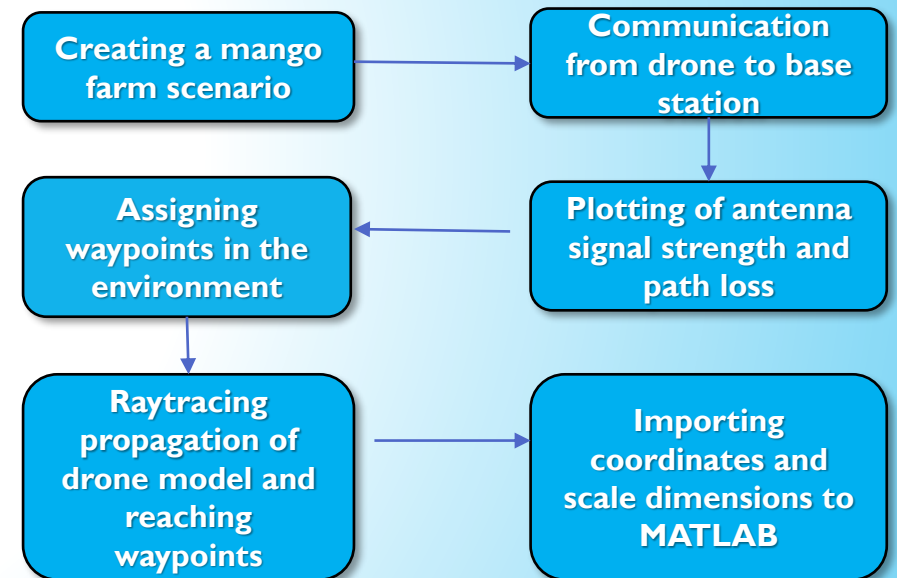 Creating a mango
farm scenario
Communication
from drone to base
station
Plotting of antenna
signal strength and
path loss
Assigning
waypoints in the
environment
Raytracing
propagation of
drone model and
reaching
waypoints
Importing
coordinates and
scale dimensions to
MATLAB